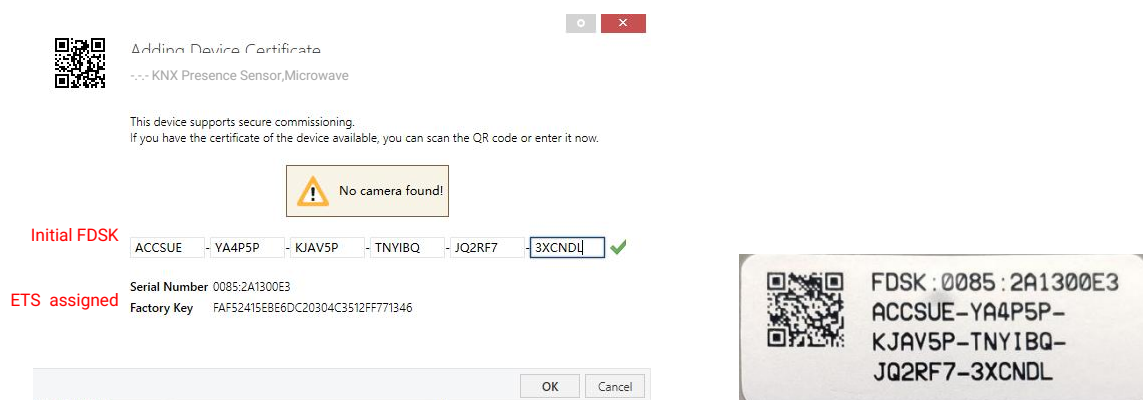 Adding Device Certificate
-.-.- KNX Presence Sensor,Microwave
This device supports secure commissioning.
If you have the certificate of the device available, you can scan the QR code or enter it now.
No camera found!
Initial FDSK
ACCSUE - YA4P5P - KJAV5P - TNYIBQ - JQ2RF7 - 3XCNDL
ETS assigned
Serial Number 0085:2A1300E3
Factory Key FAF52415EBE6DC20304C3512FF771346
OK Cancel
FDSK:0085:2A1300E3
ACCSUE-YA4P5P-
KJAV5P-TNYIBQ-
JQ2RF7-3XCNDL